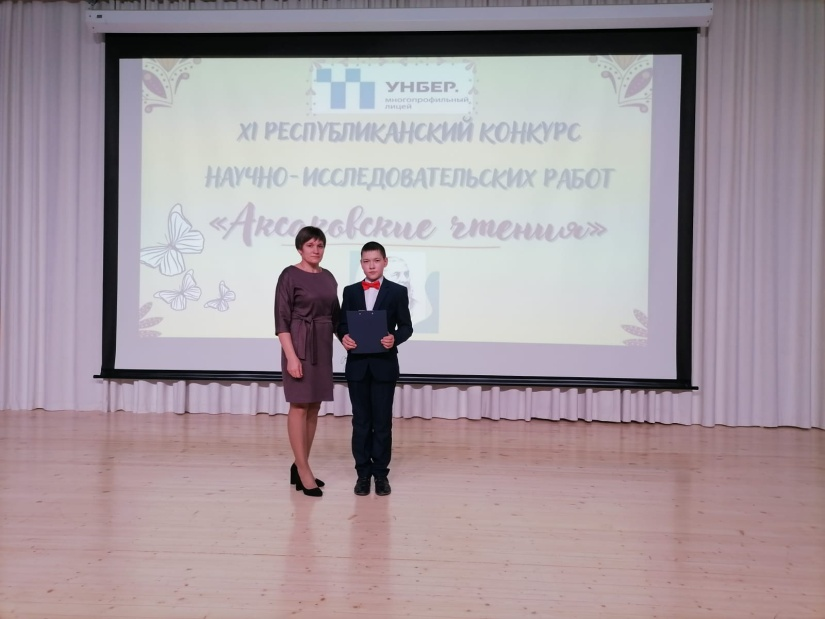 УНБЕР.
многопрофильный
лицей
XI РЕСПУБЛИКАНСКИЙ КОНКУРС
НАУЧНО-ИССЛЕДОВАТЕЛЬСКИХ РАБОТ
«Аксаковские чтения»